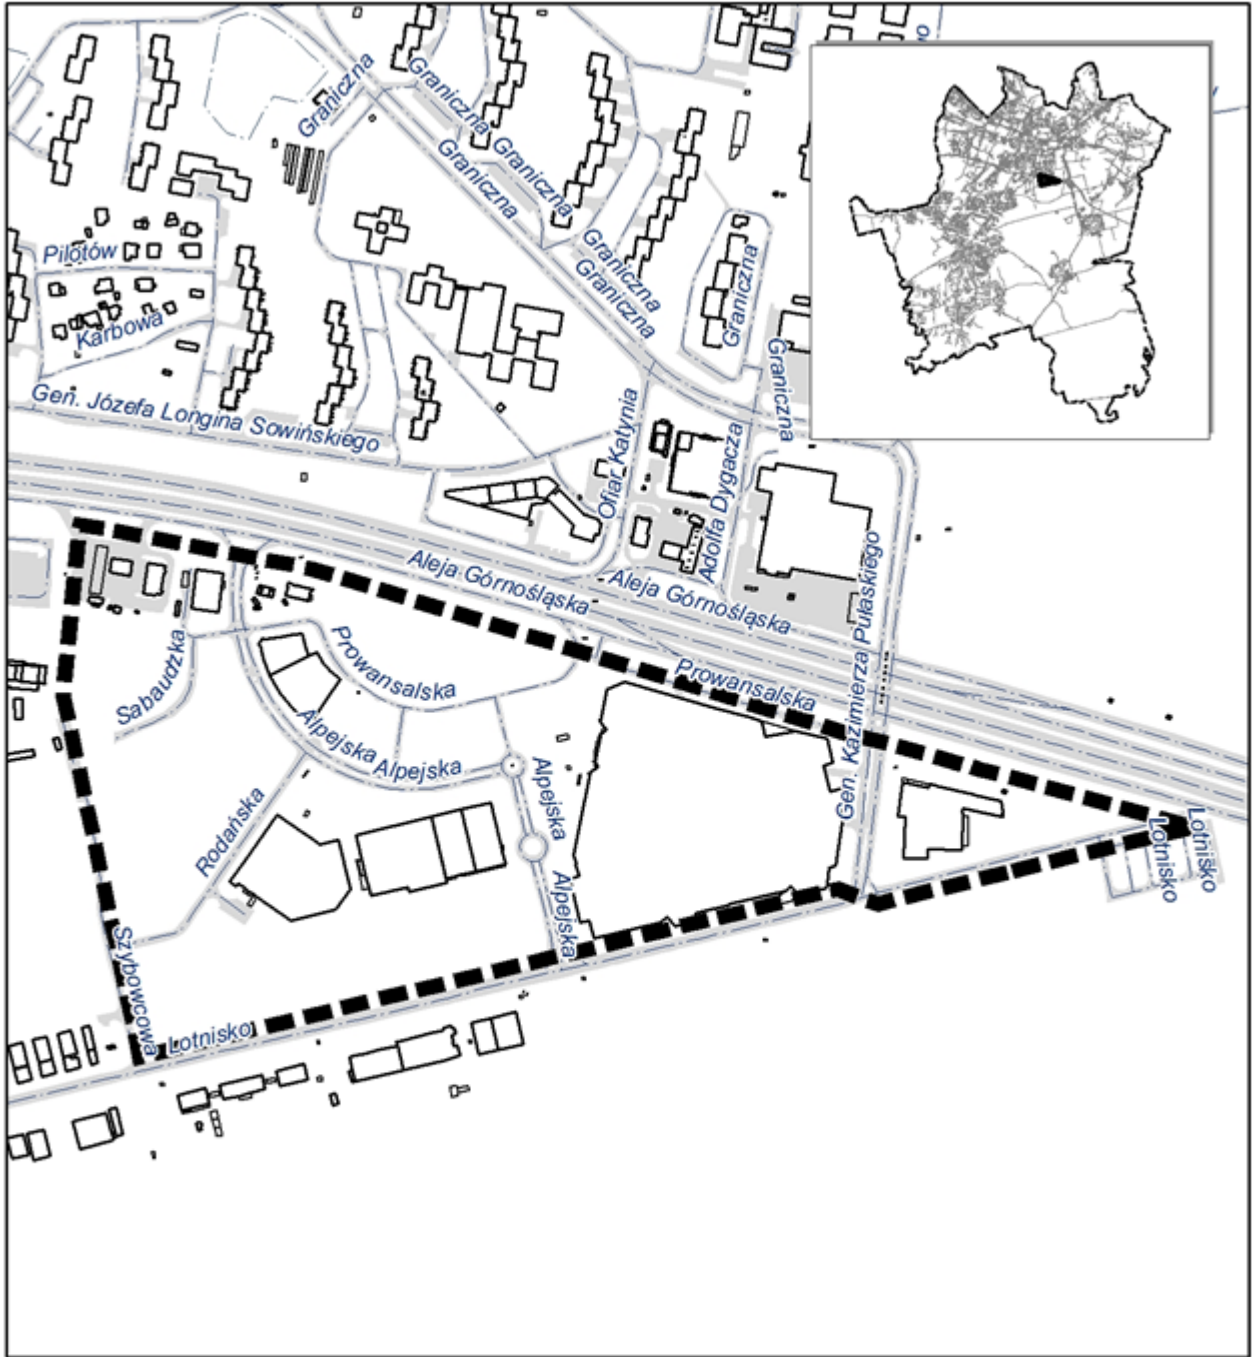 Graniczna
Graniczna
Graniczna
Graniczna
Graniczna
Pilotów
Graniczna
Graniczna
Graniczna
Karbowa
Graniczna
Gen. Józefa Longina Sowińskiego
Ofiar Katynia
Adolfa Dygacza
Aleja Górnośląska
Aleja Górnośląska
Gen. Kazimierza Pułaskiego
Sabaudzka
Prowansalska
Prowansalska
Alpejska
Alpejska
Alpejska
Rodańska
Lotnisko
Lotnisko
Alpejska
Szybowcowa
Lotnisko